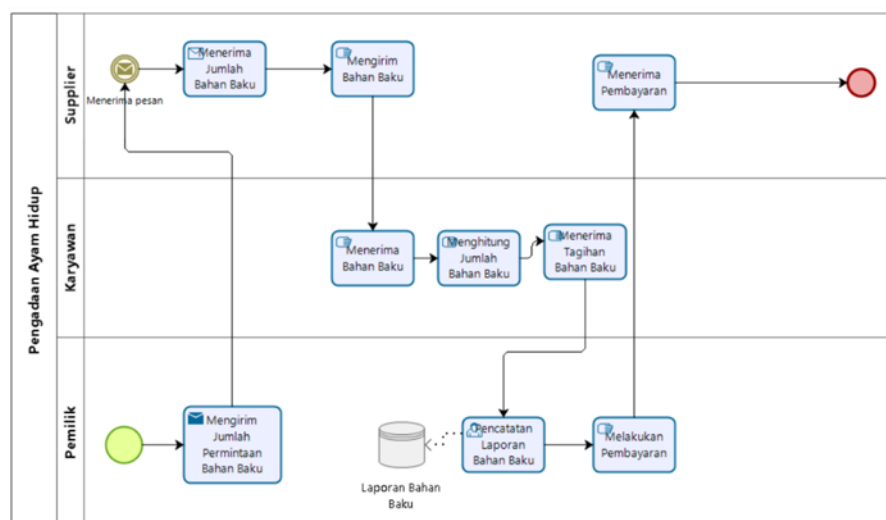 Pengadaan Ayam Hidup
Supplier
Menerima pesan
Menerima
Jumlah
Bahan Baku
Mengirim
Bahan Baku
Menerima
Pembayaran
Karyawan
Menerima
Bahan Baku
Menghitung
Jumlah
Bahan Baku
Menerima
Tagihan
Bahan Baku
Pemilik
Mengirim
Jumlah
Permintaan
Bahan Baku
Laporan Bahan
Baku
Pencatatan
Laporan
Bahan Baku
Melakukan
Pembayaran